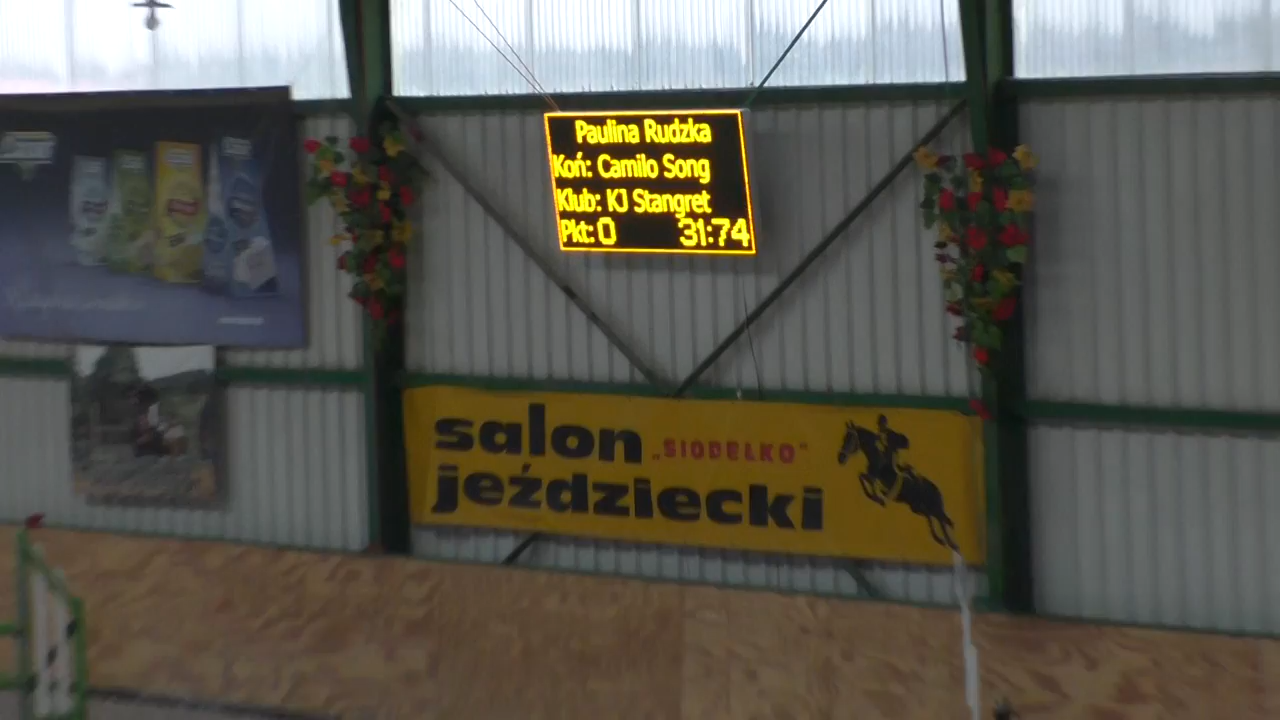 Paulina Rudzka
Koń: Camilo Song
Klub: KJ Stangret
Pkt: 0 31:74
salon „SIODEŁKO”
jeździecki